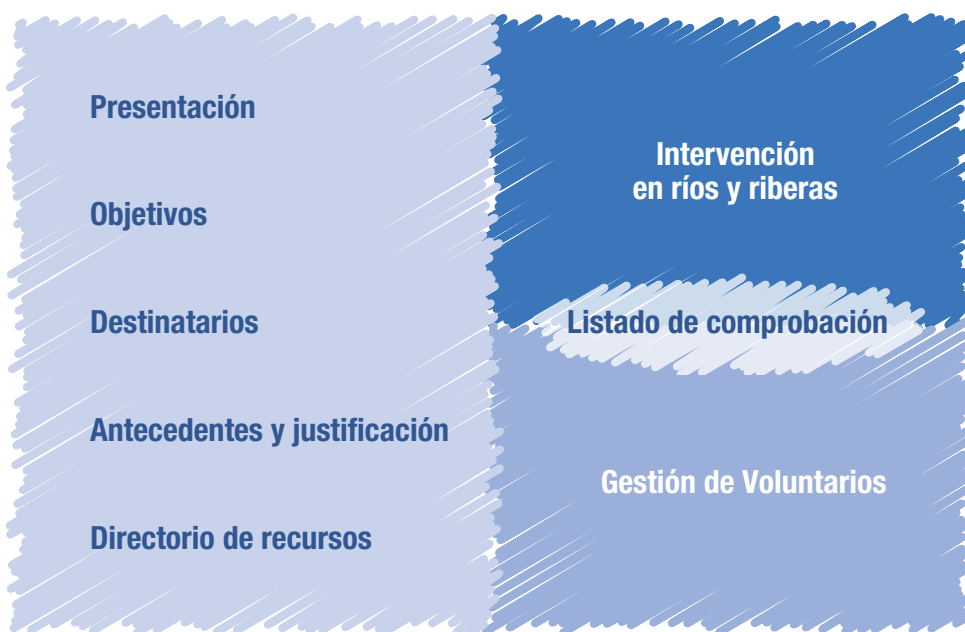 Presentación
Objetivos
Destinatarios
Antecedentes y justificación
Directorio de recursos
Intervención
en ríos y riberas
Listado de comprobación
Gestión de Voluntarios